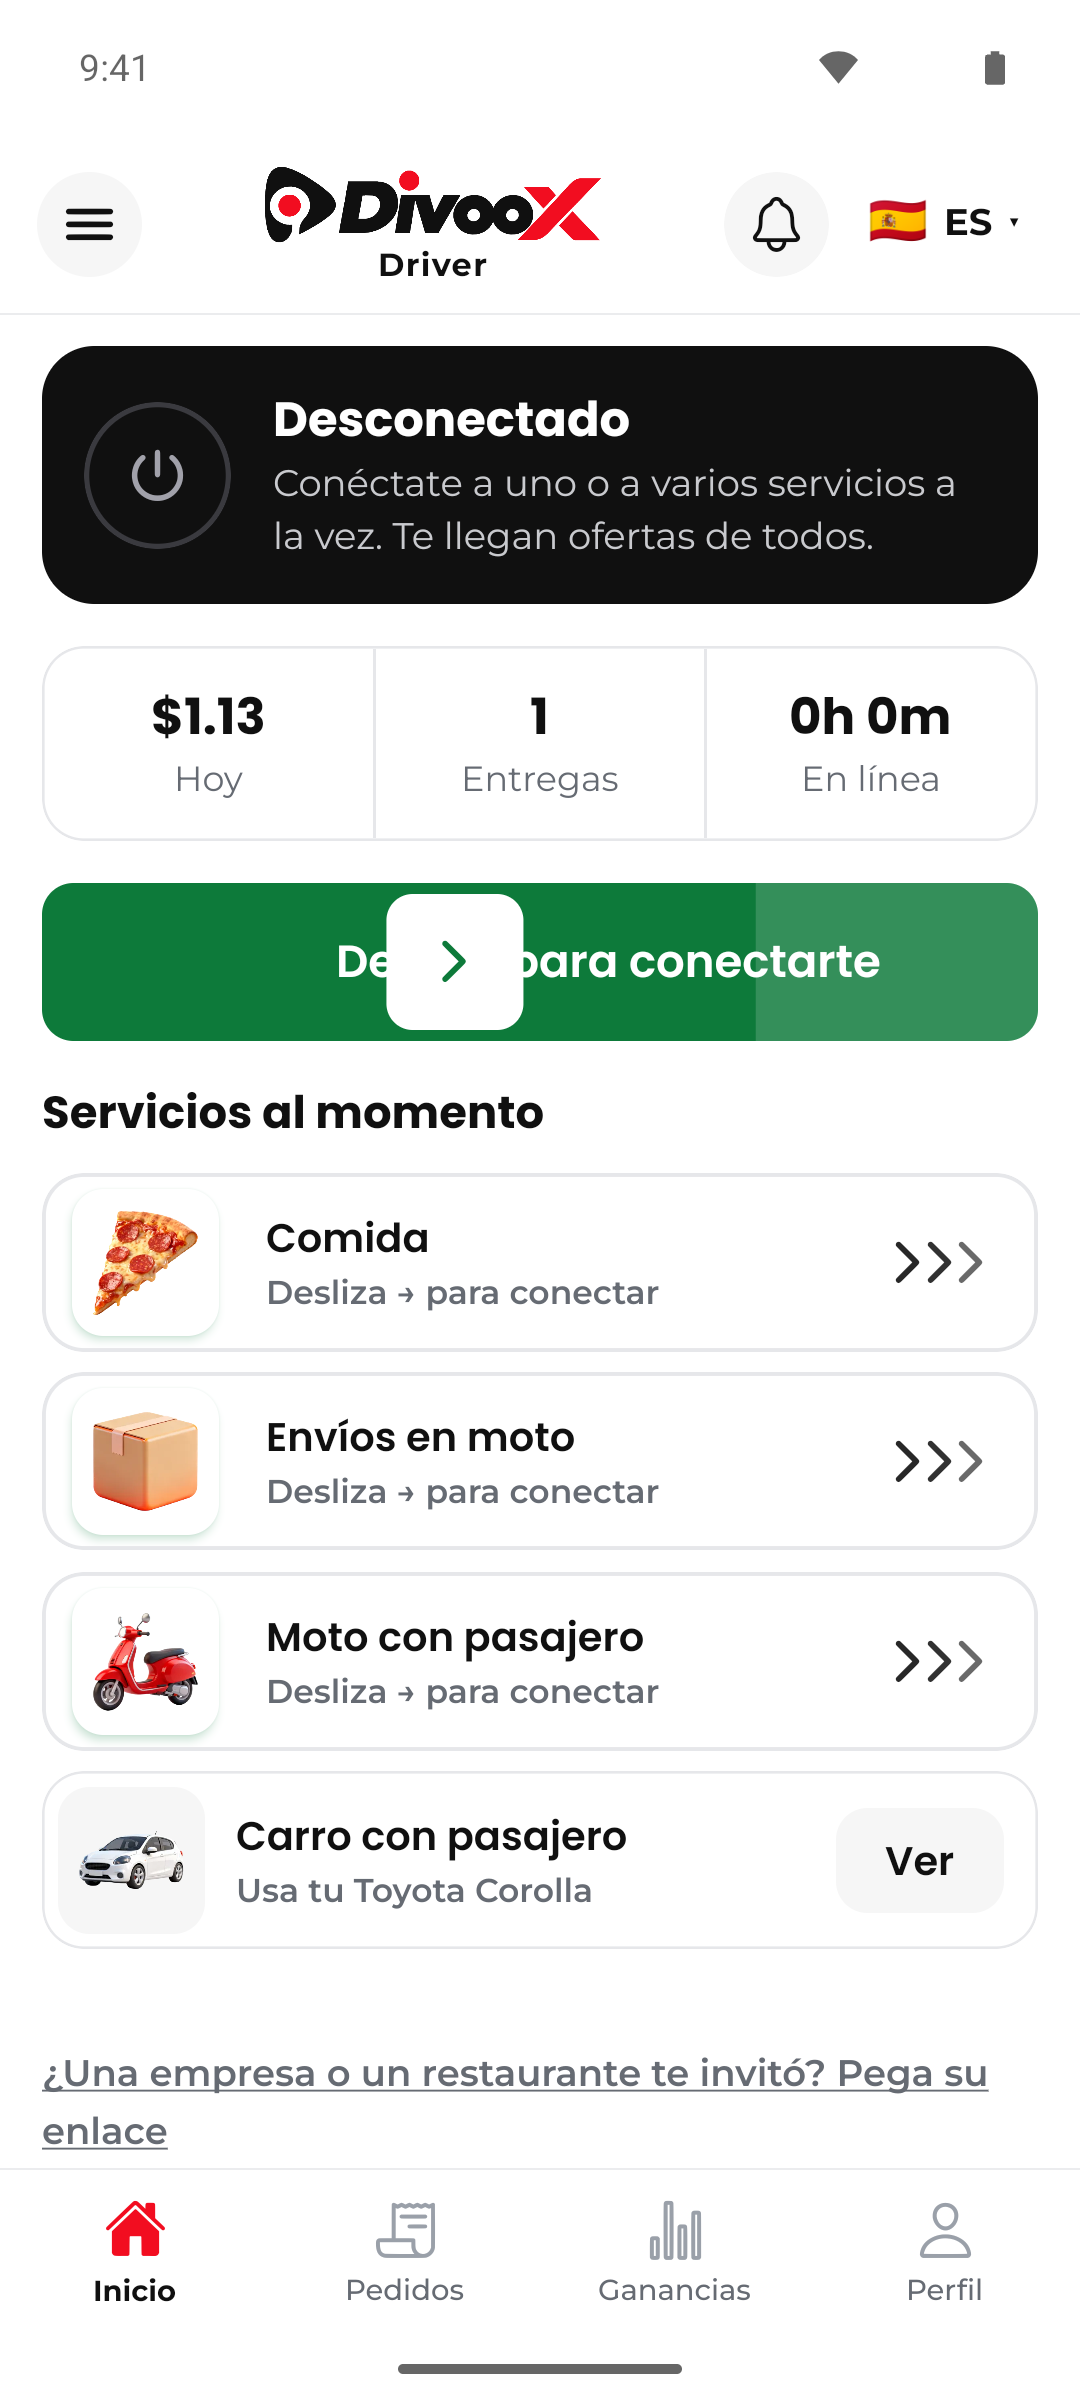 9:41
DivooX
Driver
🇪🇸 ES ▾
Desconectado
Conéctate a uno o a varios servicios a
la vez. Te llegan ofertas de todos.
$1.13
Hoy
1
Entregas
0h 0m
En línea
para conectarte
Servicios al momento
Comida
Desliza → para conectar
Envíos en moto
Desliza → para conectar
Moto con pasajero
Desliza → para conectar
Carro con pasajero
Usa tu Toyota Corolla
Ver
¿Una empresa o un restaurante te invitó? Pega su
enlace
Inicio
Pedidos
Ganancias
Perfil